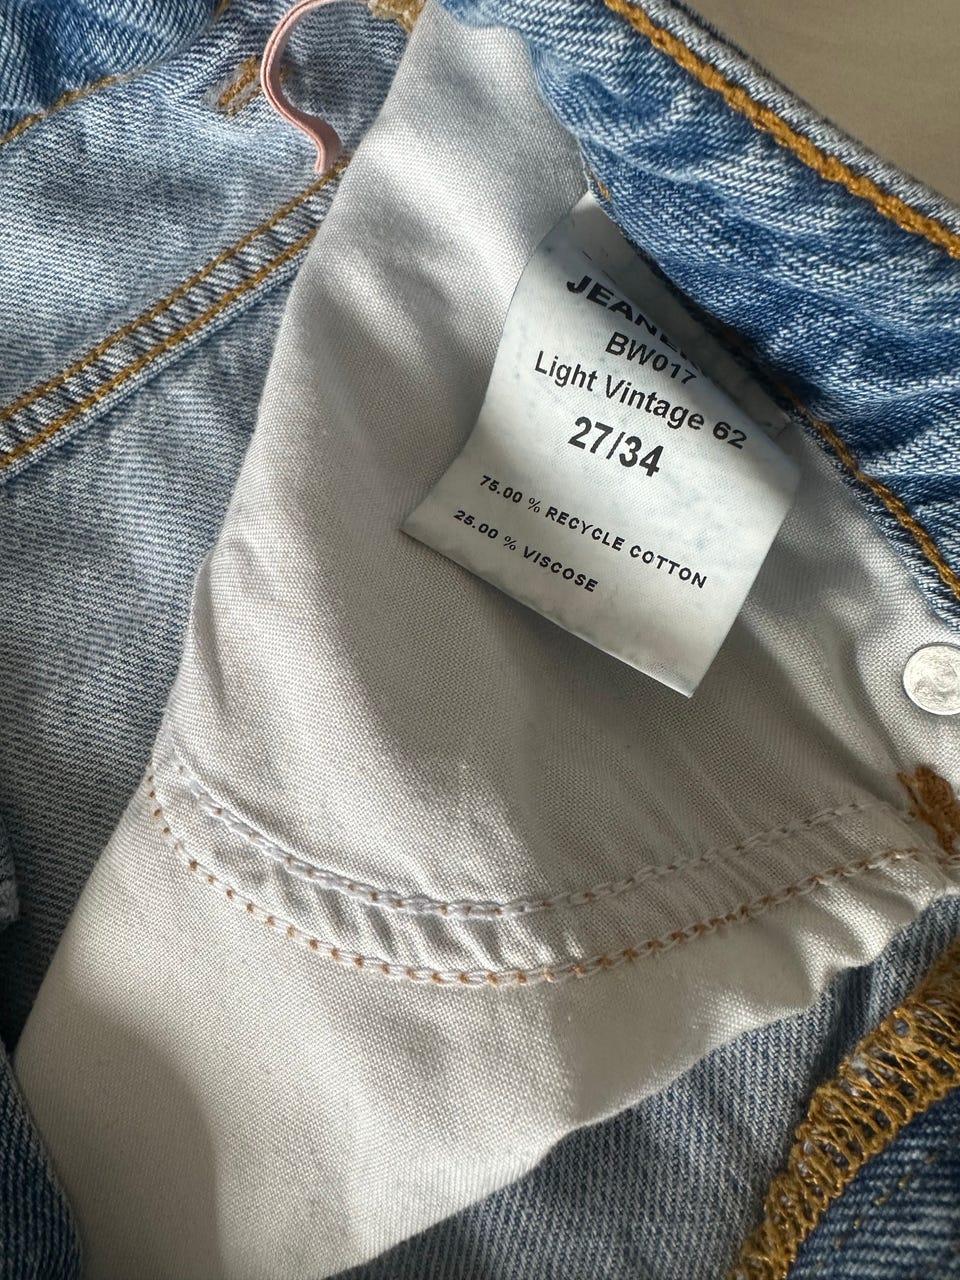 BW017
Light Vintage 62
27/34
75.00 % RECYCLE COTTON
25.00 % VISCOSE